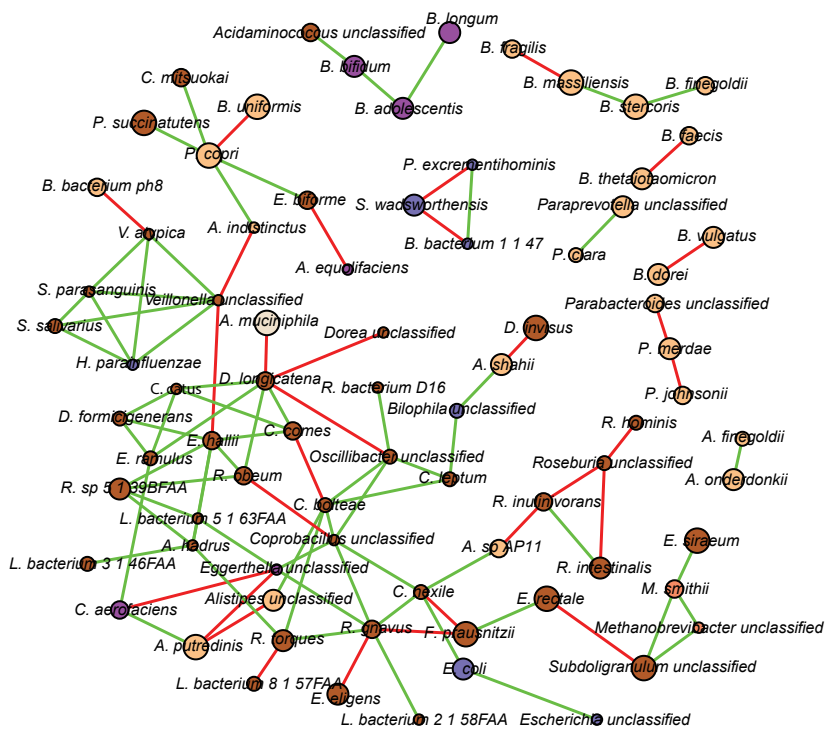 B. longum
Acidaminococcus unclassified
B. fragilis
B. bifidum
C. mitsuokai
B. massiliensis
B. finegoldii
B. uniformis
B. adolescentis
B. stercoris
P. succinatutens
B. faecis
P. copri
P. excrementihominis
B. thetaiotaomicron
B. bacterium ph8
E. biforme
S. wadsworthensis
Paraprevotella unclassified
V. atypica
A. indistinctus
B. bacterium 1 1 47
B. vulgatus
P. clara
A. equolifaciens
B. dorei
S. parasanguinis
Veillonella unclassified
Parabacteroides unclassified
S. salivarius
A. muciniphila
Dorea unclassified
D. invisus
H. parainfluenzae
P. merdae
A. shahii
C. catus
D. longicatena
R. bacterium D16
P. johnsonii
D. formicigenerans
Bilophila unclassified
C. comes
R. hominis
E. hallii
A. finegoldii
E. ramulus
Oscillibacter unclassified
Roseburia unclassified
R. sp 5 1 39BFAA
R. obeum
C. leptum
A. onderdonkii
C. bolteae
R. inulinivorans
L. bacterium 5 1 63FAA
A. hadrus
Coprobacillus unclassified
A. sp AP11
E. siraeum
L. bacterium 3 1 46FAA
Eggerthella unclassified
R. intestinalis
C. nexile
M. smithii
C. aerofaciens
Alistipes unclassified
E. rectale
A. putredinis
R. torques
R. gnavus
F. prausnitzii
Methanobrevibacter unclassified
E. coli
Subdoligranulum unclassified
L. bacterium 8 1 57FAA
E. eligens
L. bacterium 2 1 58FAA
Escherichia unclassified